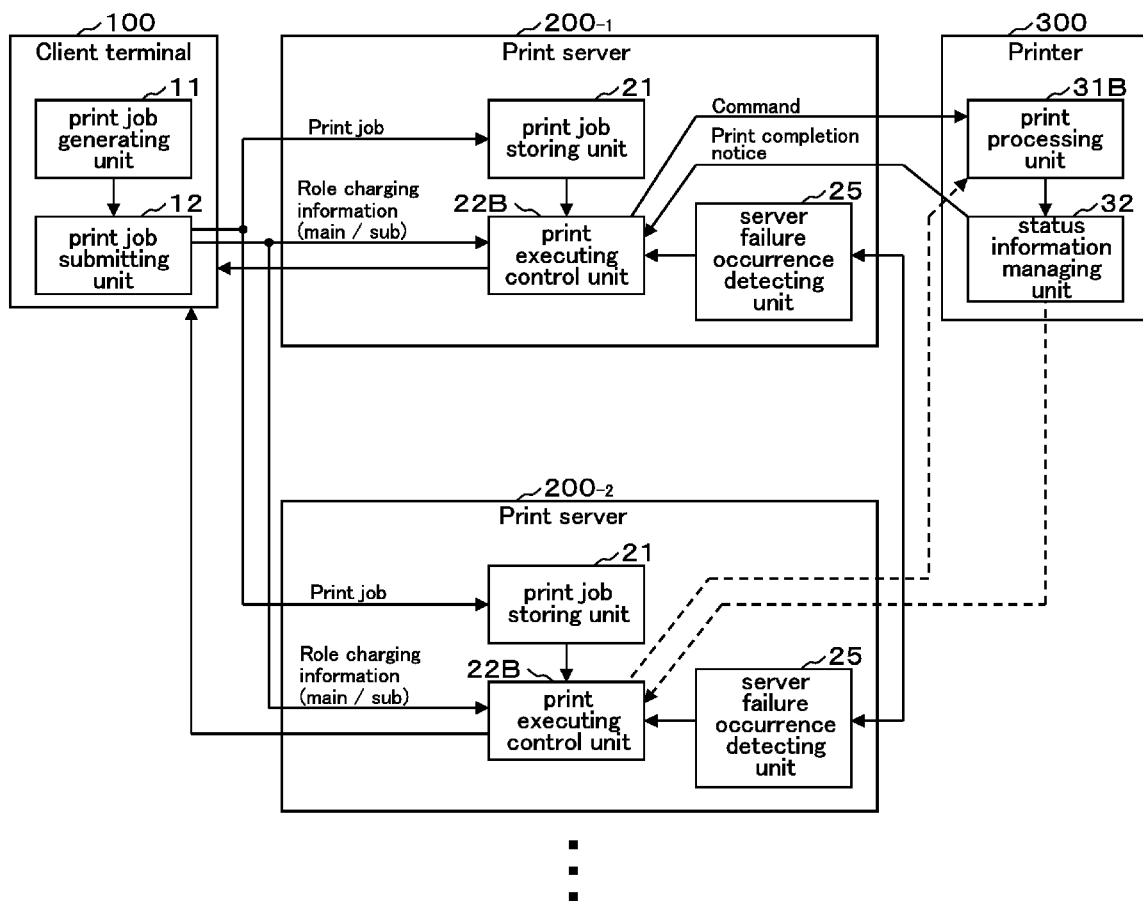 100
Client terminal
11
print job
generating
unit
12
print job
submitting
unit
200-1
Print server
Print job
21
print job
storing unit
Role charging
information
(main / sub)
22B
print
executing
control unit
25
server
failure
occurrence
detecting
unit
Command
Print completion
notice
300
Printer
31B
print
processing
unit
32
status
information
managing
unit
200-2
Print server
Print job
21
print job
storing unit
Role charging
information
(main / sub)
22B
print
executing
control unit
25
server
failure
occurrence
detecting
unit